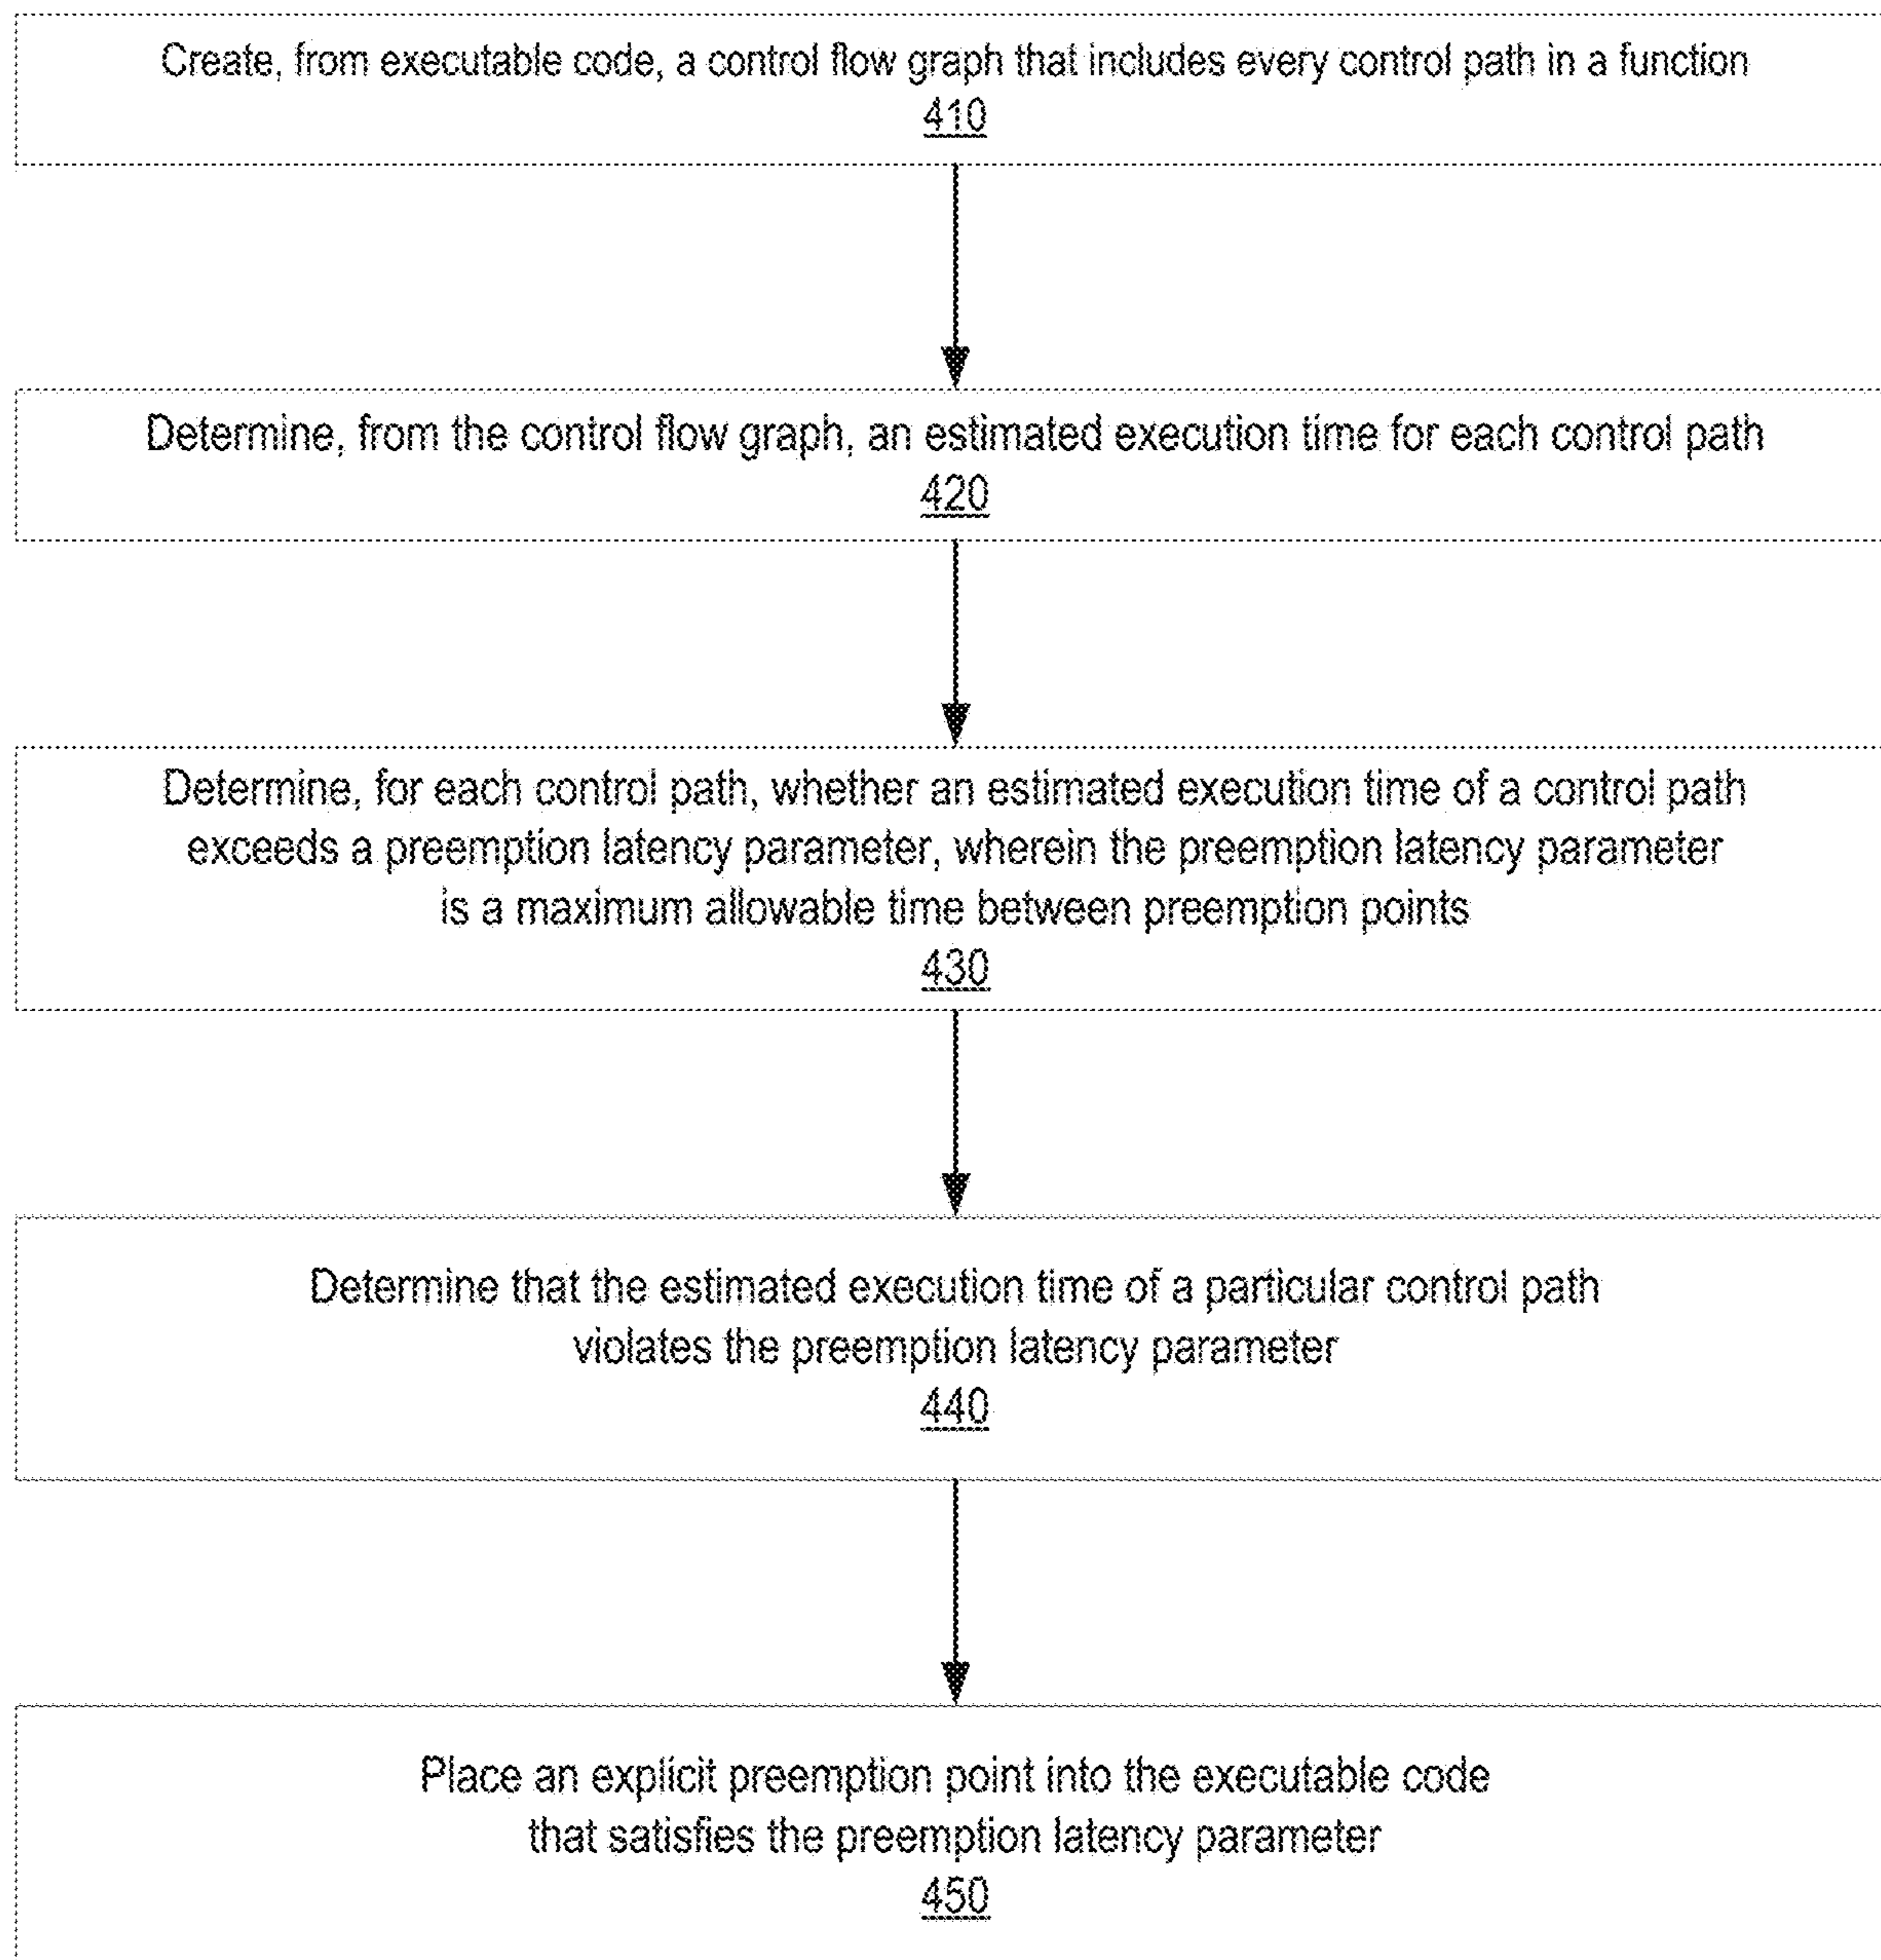 Create, from executable code, a control flow graph that includes every control path in a function
410
Determine, from the control flow graph, an estimated execution time for each control path
420
Determine, for each control path, whether an estimated execution time of a control path
exceeds a preemption latency parameter, wherein the preemption latency parameter
is a maximum allowable time between preemption points
430
Determine that the estimated execution time of a particular control path
violates the preemption latency parameter
440
Place an explicit preemption point into the executable code
that satisfies the preemption latency parameter
450